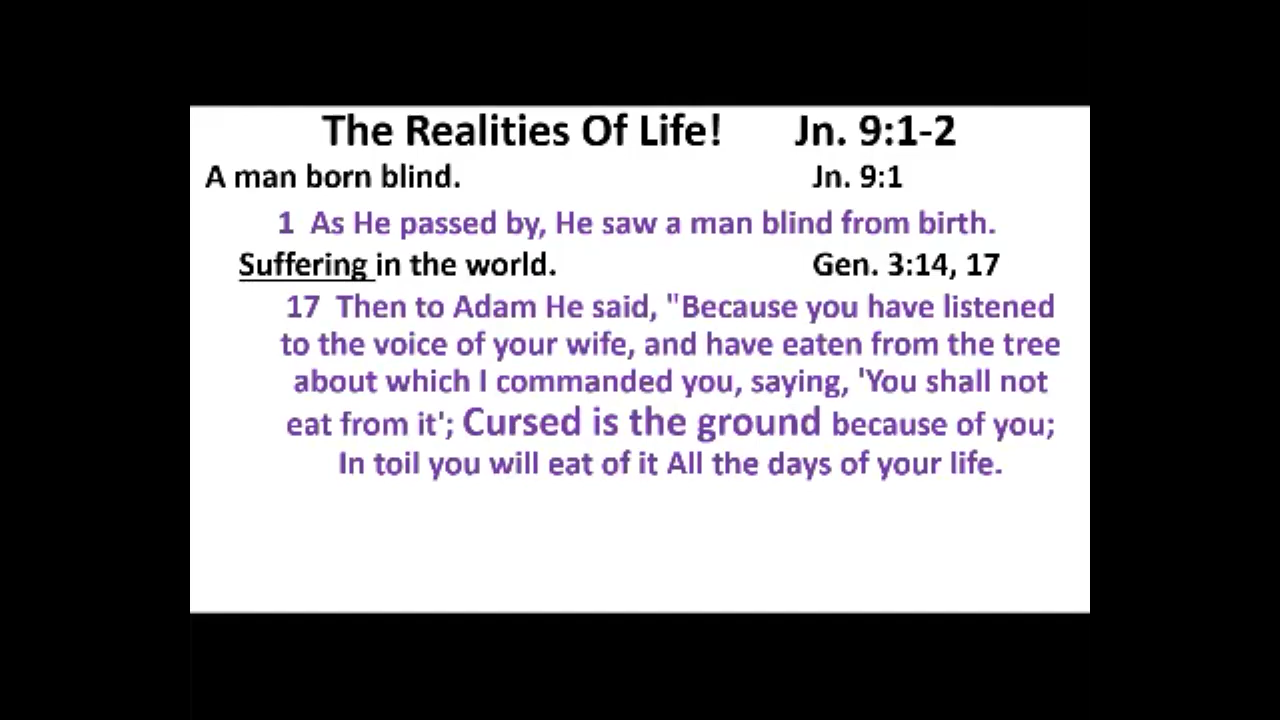 The Realities Of Life! Jn. 9:1-2
A man born blind. Jn. 9:1
1 As He passed by, He saw a man blind from birth.
Suffering in the world. Gen. 3:14, 17
17 Then to Adam He said, "Because you have listened
to the voice of your wife, and have eaten from the tree
about which I commanded you, saying, 'You shall not
eat from it'; Cursed is the ground because of you;
In toil you will eat of it All the days of your life.